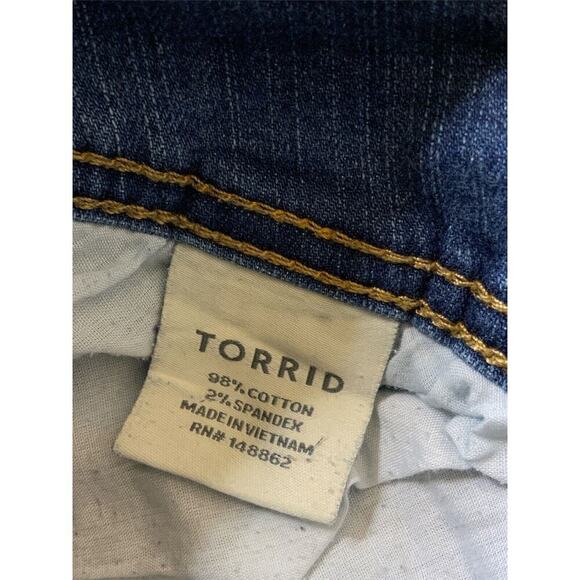 TORRID
98% COTTON
2% SPANDEX
MADE IN VIETNAM
RN# 148862